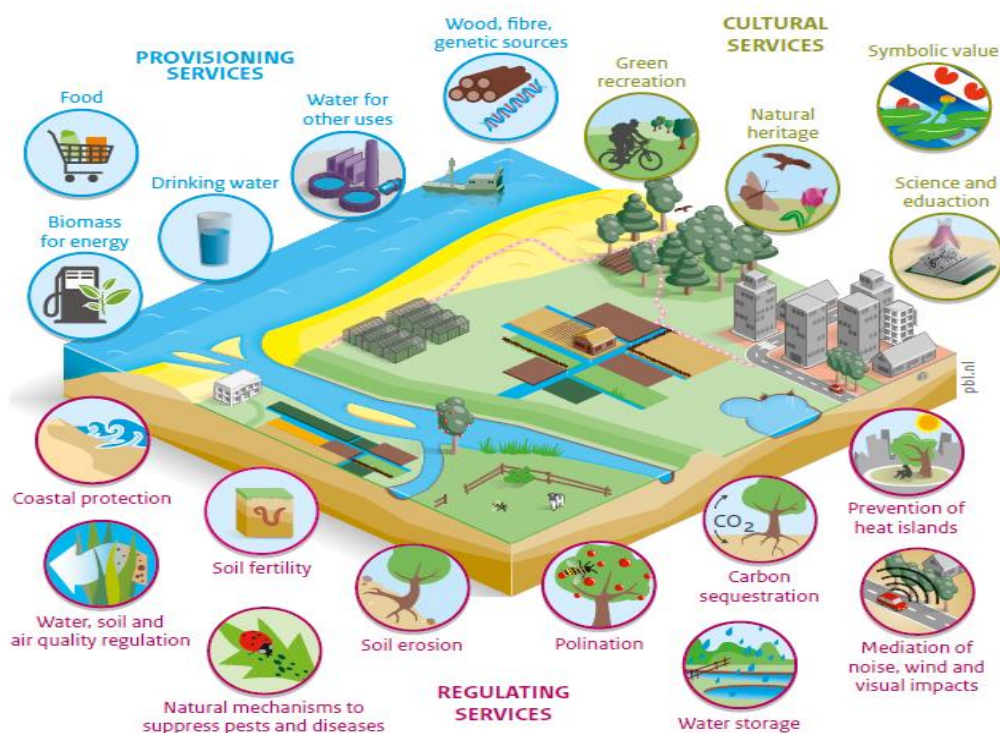 PROVISIONING
SERVICES
Food
Biomass
for energy
Drinking water
Water for
other uses
Wood, fibre,
genetic sources
CULTURAL
SERVICES
Green
recreation
Natural
heritage
Symbolic value
Science and
eduaction
pbl.nl
Coastal protection
Water, soil and
air quality regulation
Soil fertility
Natural mechanisms to
suppress pests and diseases
Soil erosion
Polination
CO2
Carbon
sequestration
Water storage
Prevention of
heat islands
Mediation of
noise, wind and
visual impacts
REGULATING
SERVICES